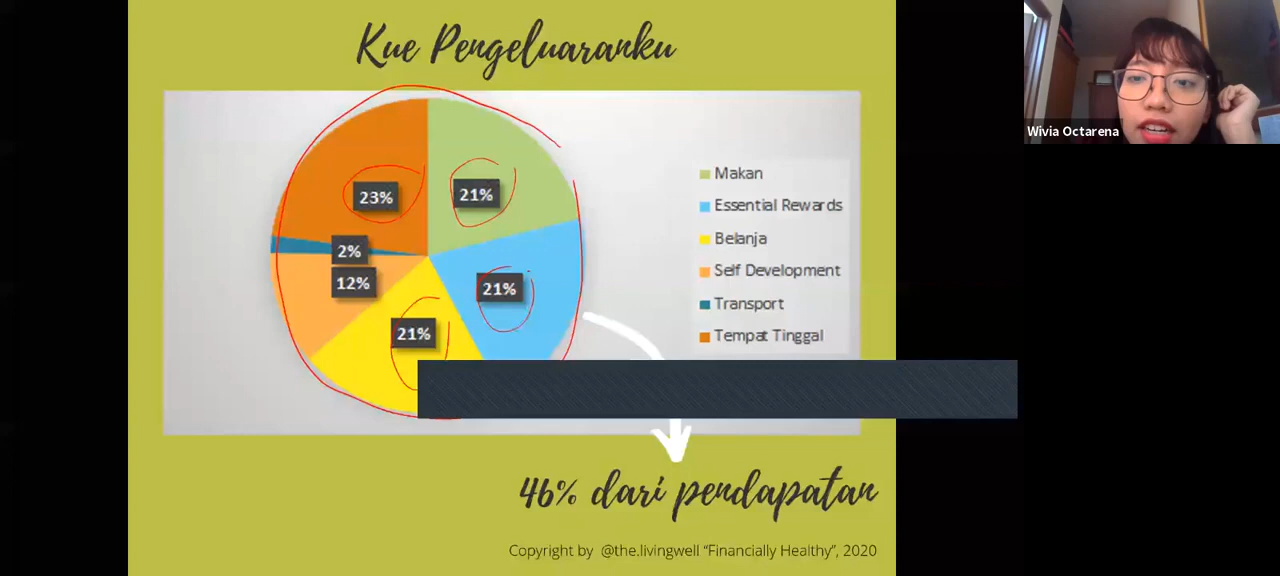 Kue Pengeluaranku
23%
21%
2%
12%
21%
21%
Makan
Essential Rewards
Belanja
Self Development
Transport
Tempat Tinggal
46% dari pendapatan
Copyright by @the.livingwell “Financially Healthy”, 2020
Wivia Octarena